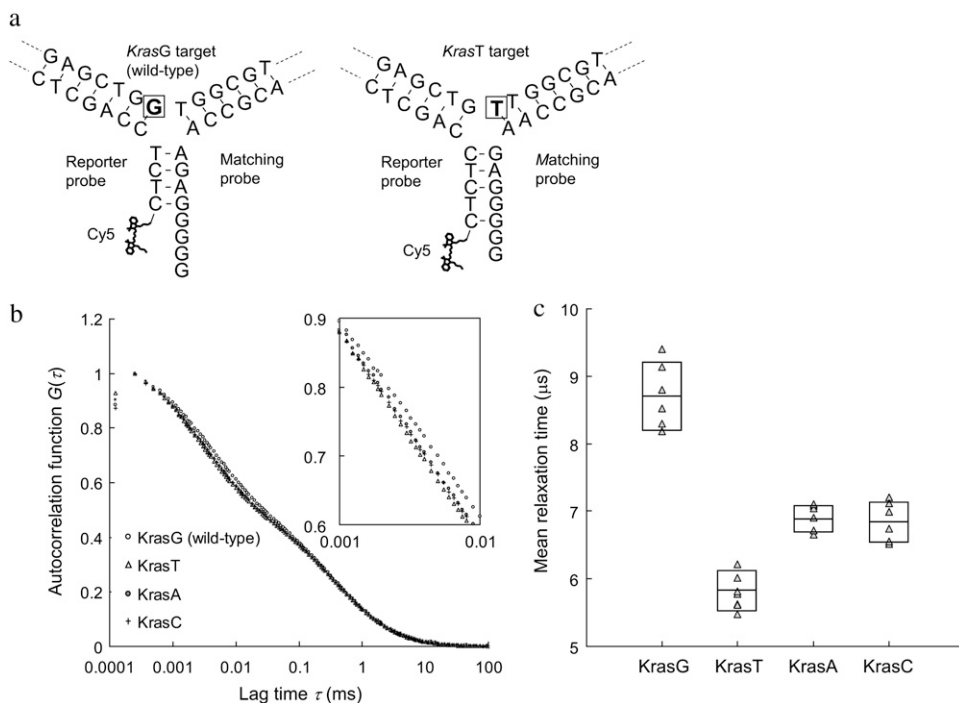 a
KrasG target
(wild-type)
G A G C T G G G T G G C G T
C T C G A C C A C C G C A
Reporter
probe
Matching
probe
T A
C G
T A
C G
G
G
G
G
Cy5
KrasT target
G A G C T G T T G G C G T
C T C G A C A A C C G C A
Reporter
probe
Matching
probe
C G
T A
C G
T G
C G
G
G
G
Cy5
b
Autocorrelation function G(τ)
1.2
1
0.8
0.6
0.4
0.2
0
0.0001 0.001 0.01 0.1 1 10 100
Lag time τ (ms)
KrasG (wild-type)
KrasT
KrasA
KrasC
0.9
0.8
0.7
0.6
0.001 0.01
c
Mean relaxation time (μs)
10
9
8
7
6
5
KrasG KrasT KrasA KrasC